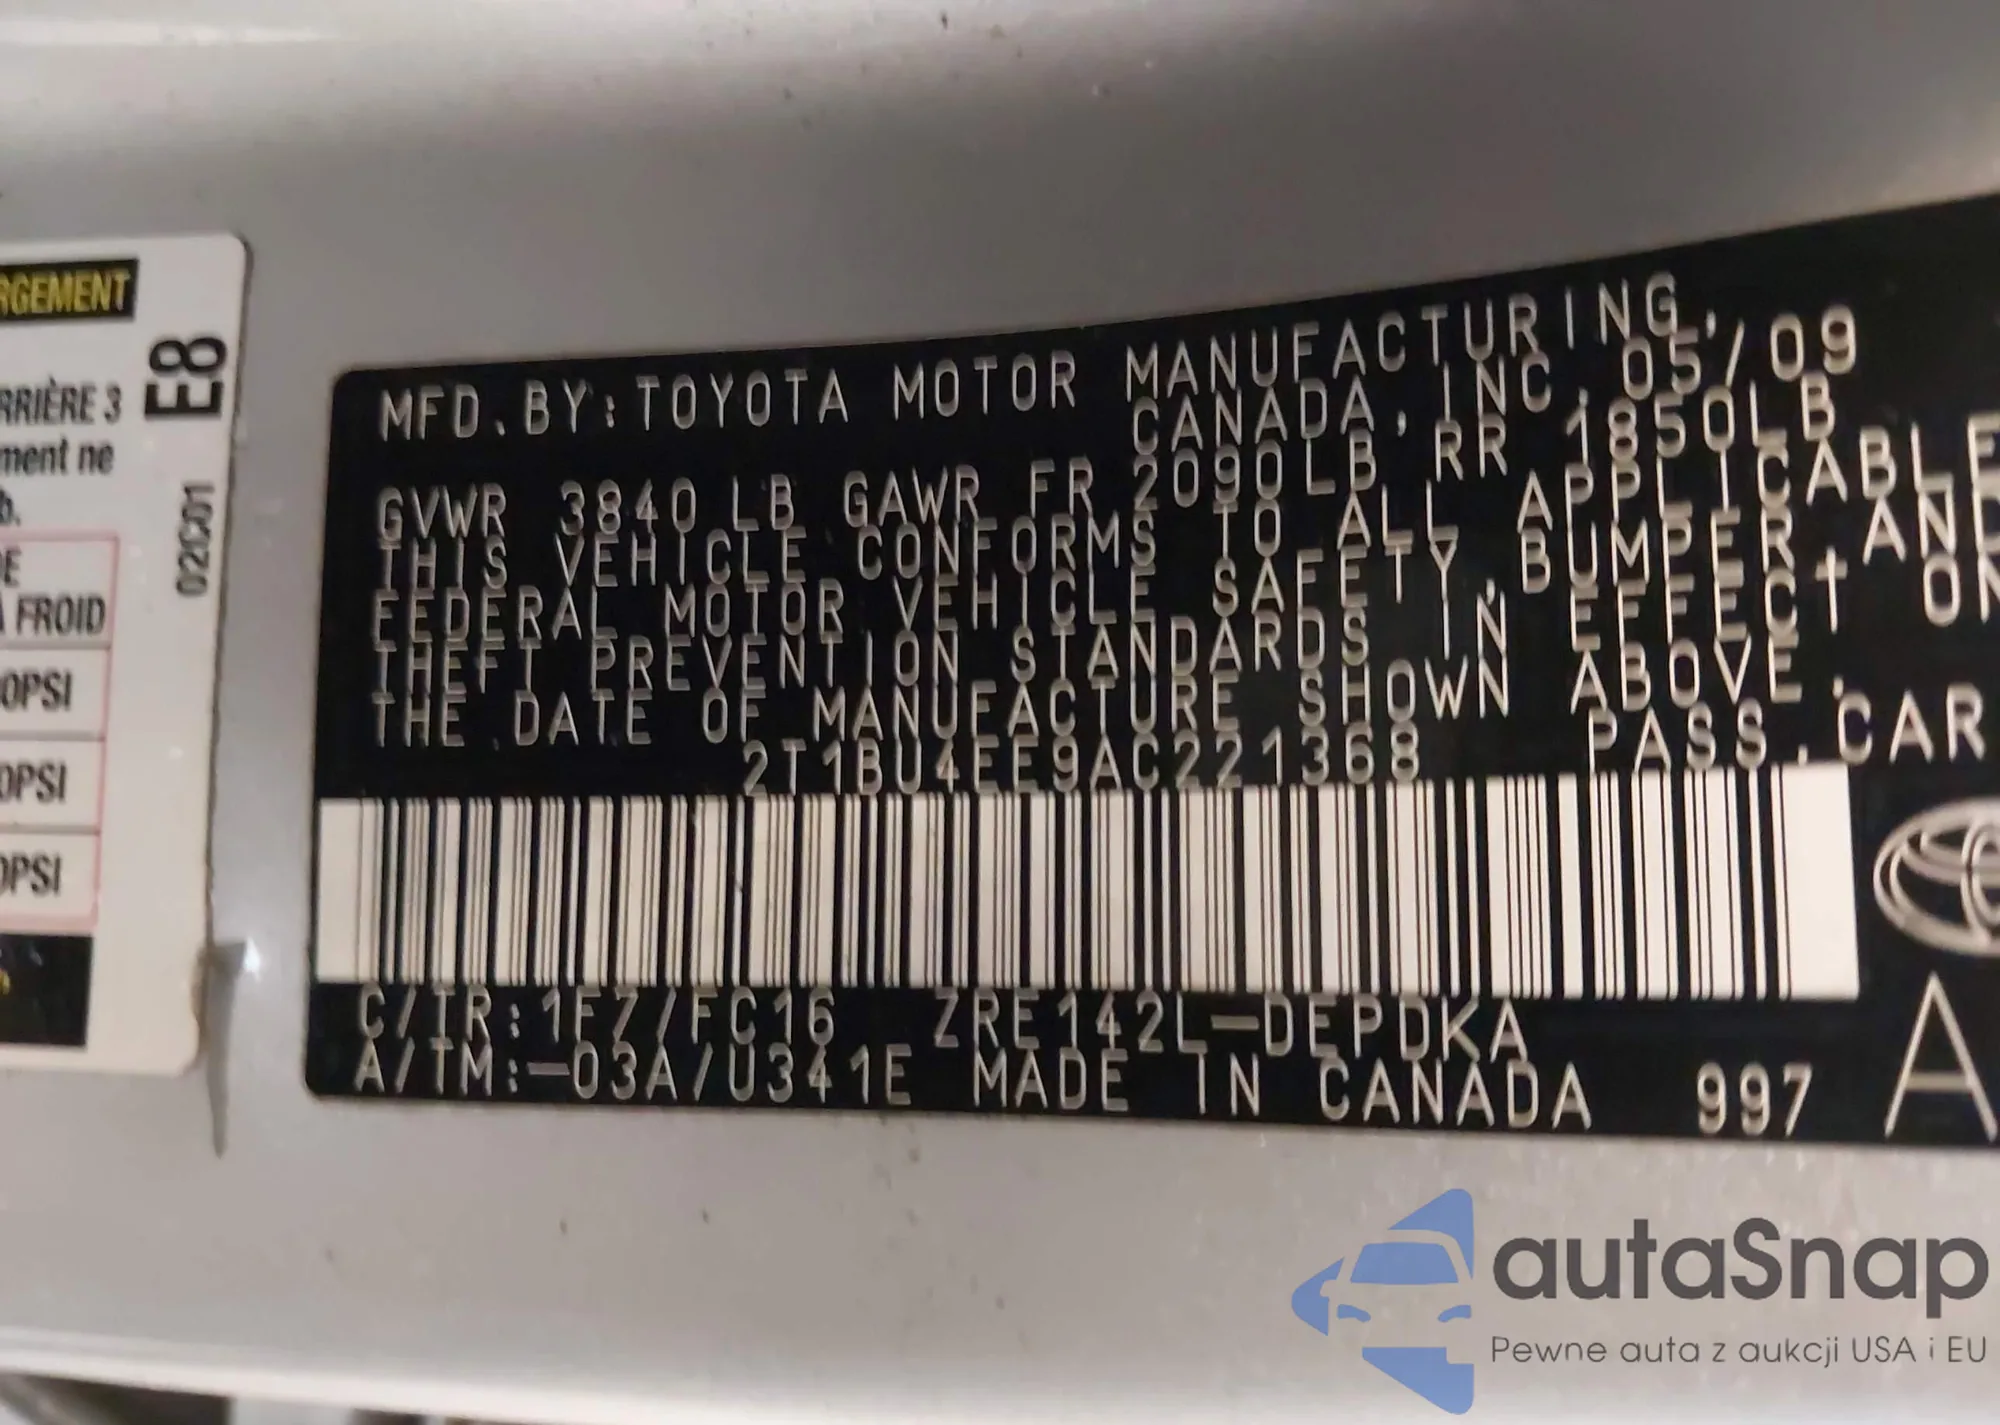 RGEMENT
E8
RRIÈRE 3
ment ne
b.
02C01
E
A FROID
0PSI
0PSI
0PSI
MFD.BY:TOYOTA MOTOR MANUFACTURING,
CANADA, INC. 05/09
GVWR 3840 LB GAWR FR 2090LB RR 1850LB
THIS VEHICLE CONFORMS TO ALL APPLICABLE
FEDERAL MOTOR VEHICLE SAFETY, BUMPER, AND
THEFT PREVENTION STANDARDS IN EFFECT ON
THE DATE OF MANUFACTURE SHOWN ABOVE.
2T1BU4EE9AC221368 PASS.CAR
C/TR:1F7/FC16 ZRE142L-DEPDKA
A/TM:-03A/U341E MADE IN CANADA 997
A
autaSnap
Pewne auta z aukcji USA i EU